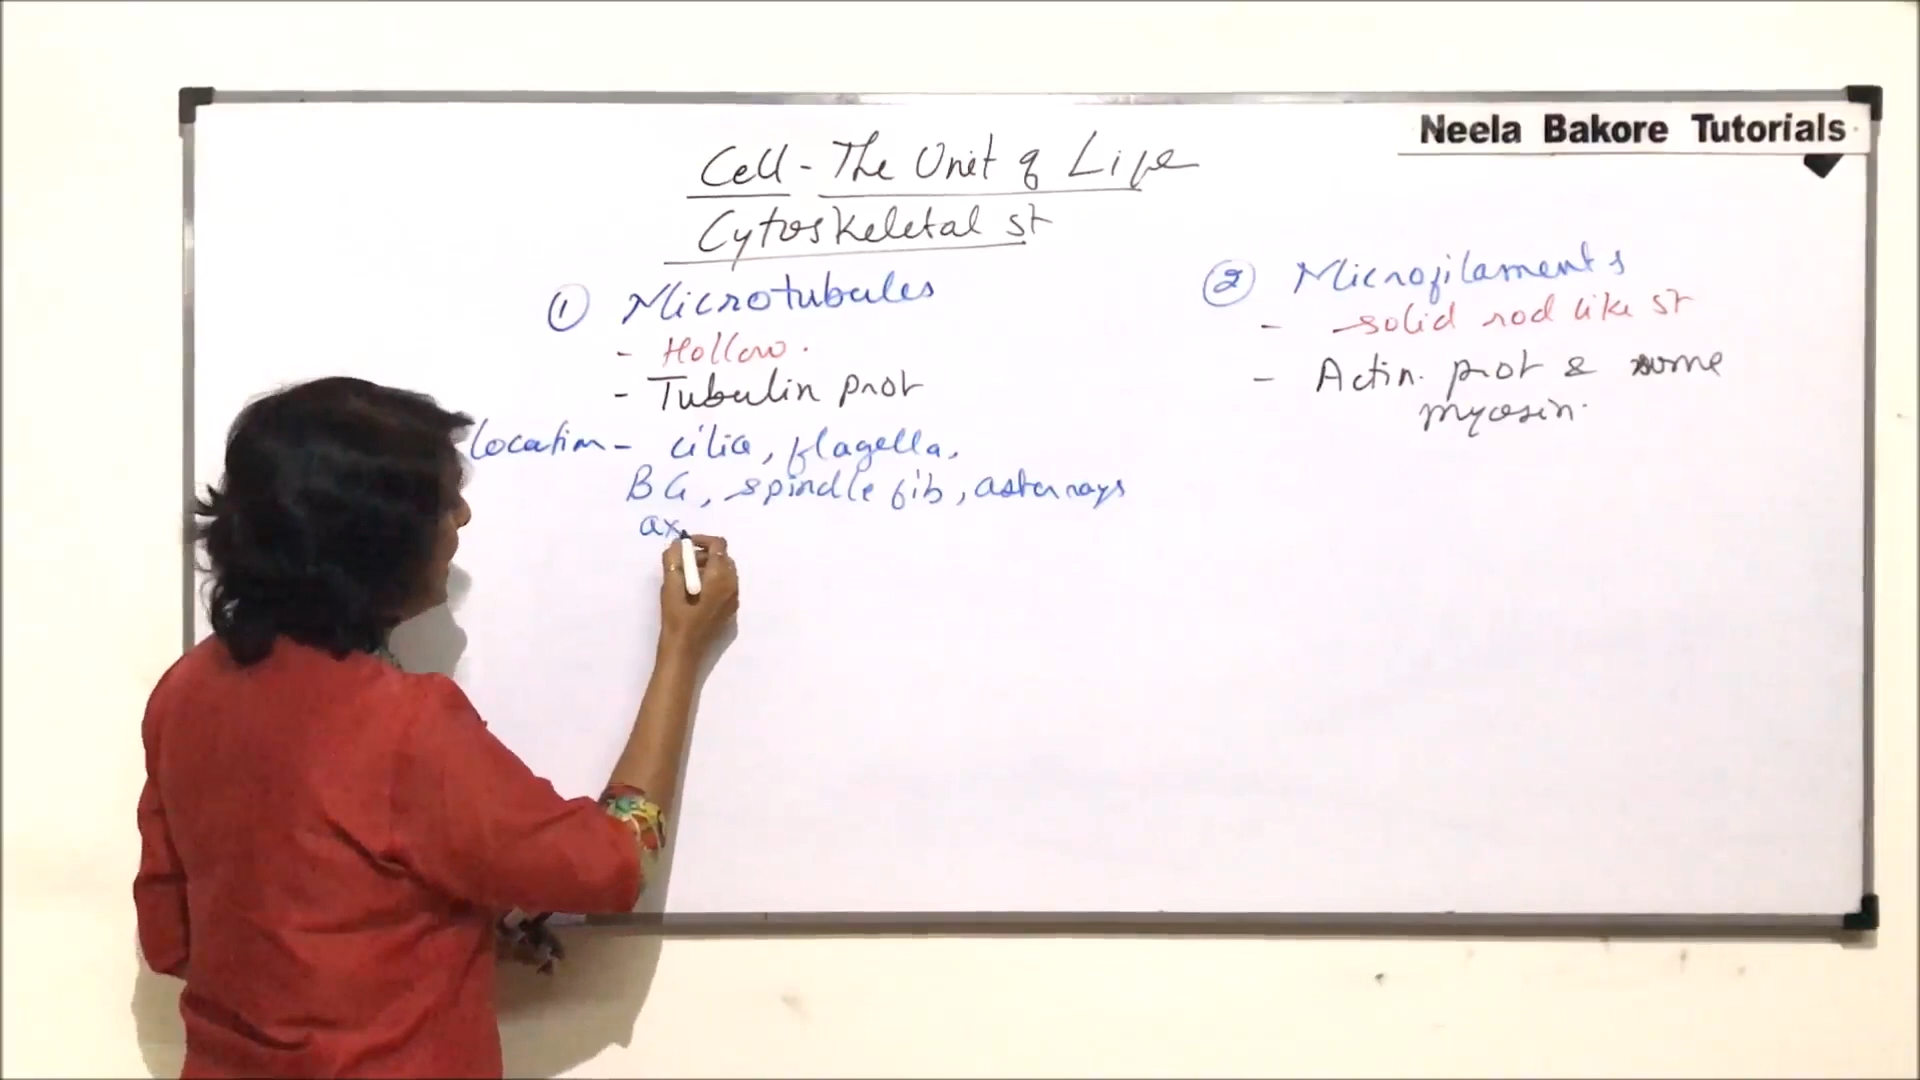 Neela Bakore Tutorials
Cell - The Unit of Life
Cytoskeletal st
① Microtubules
- Hollow.
- Tubulin prot
location - cilia, flagella,
BG, spindle fib, aster rays
ax
② Microfilaments
- solid rod like st
- Actin. prot & some
myosin.